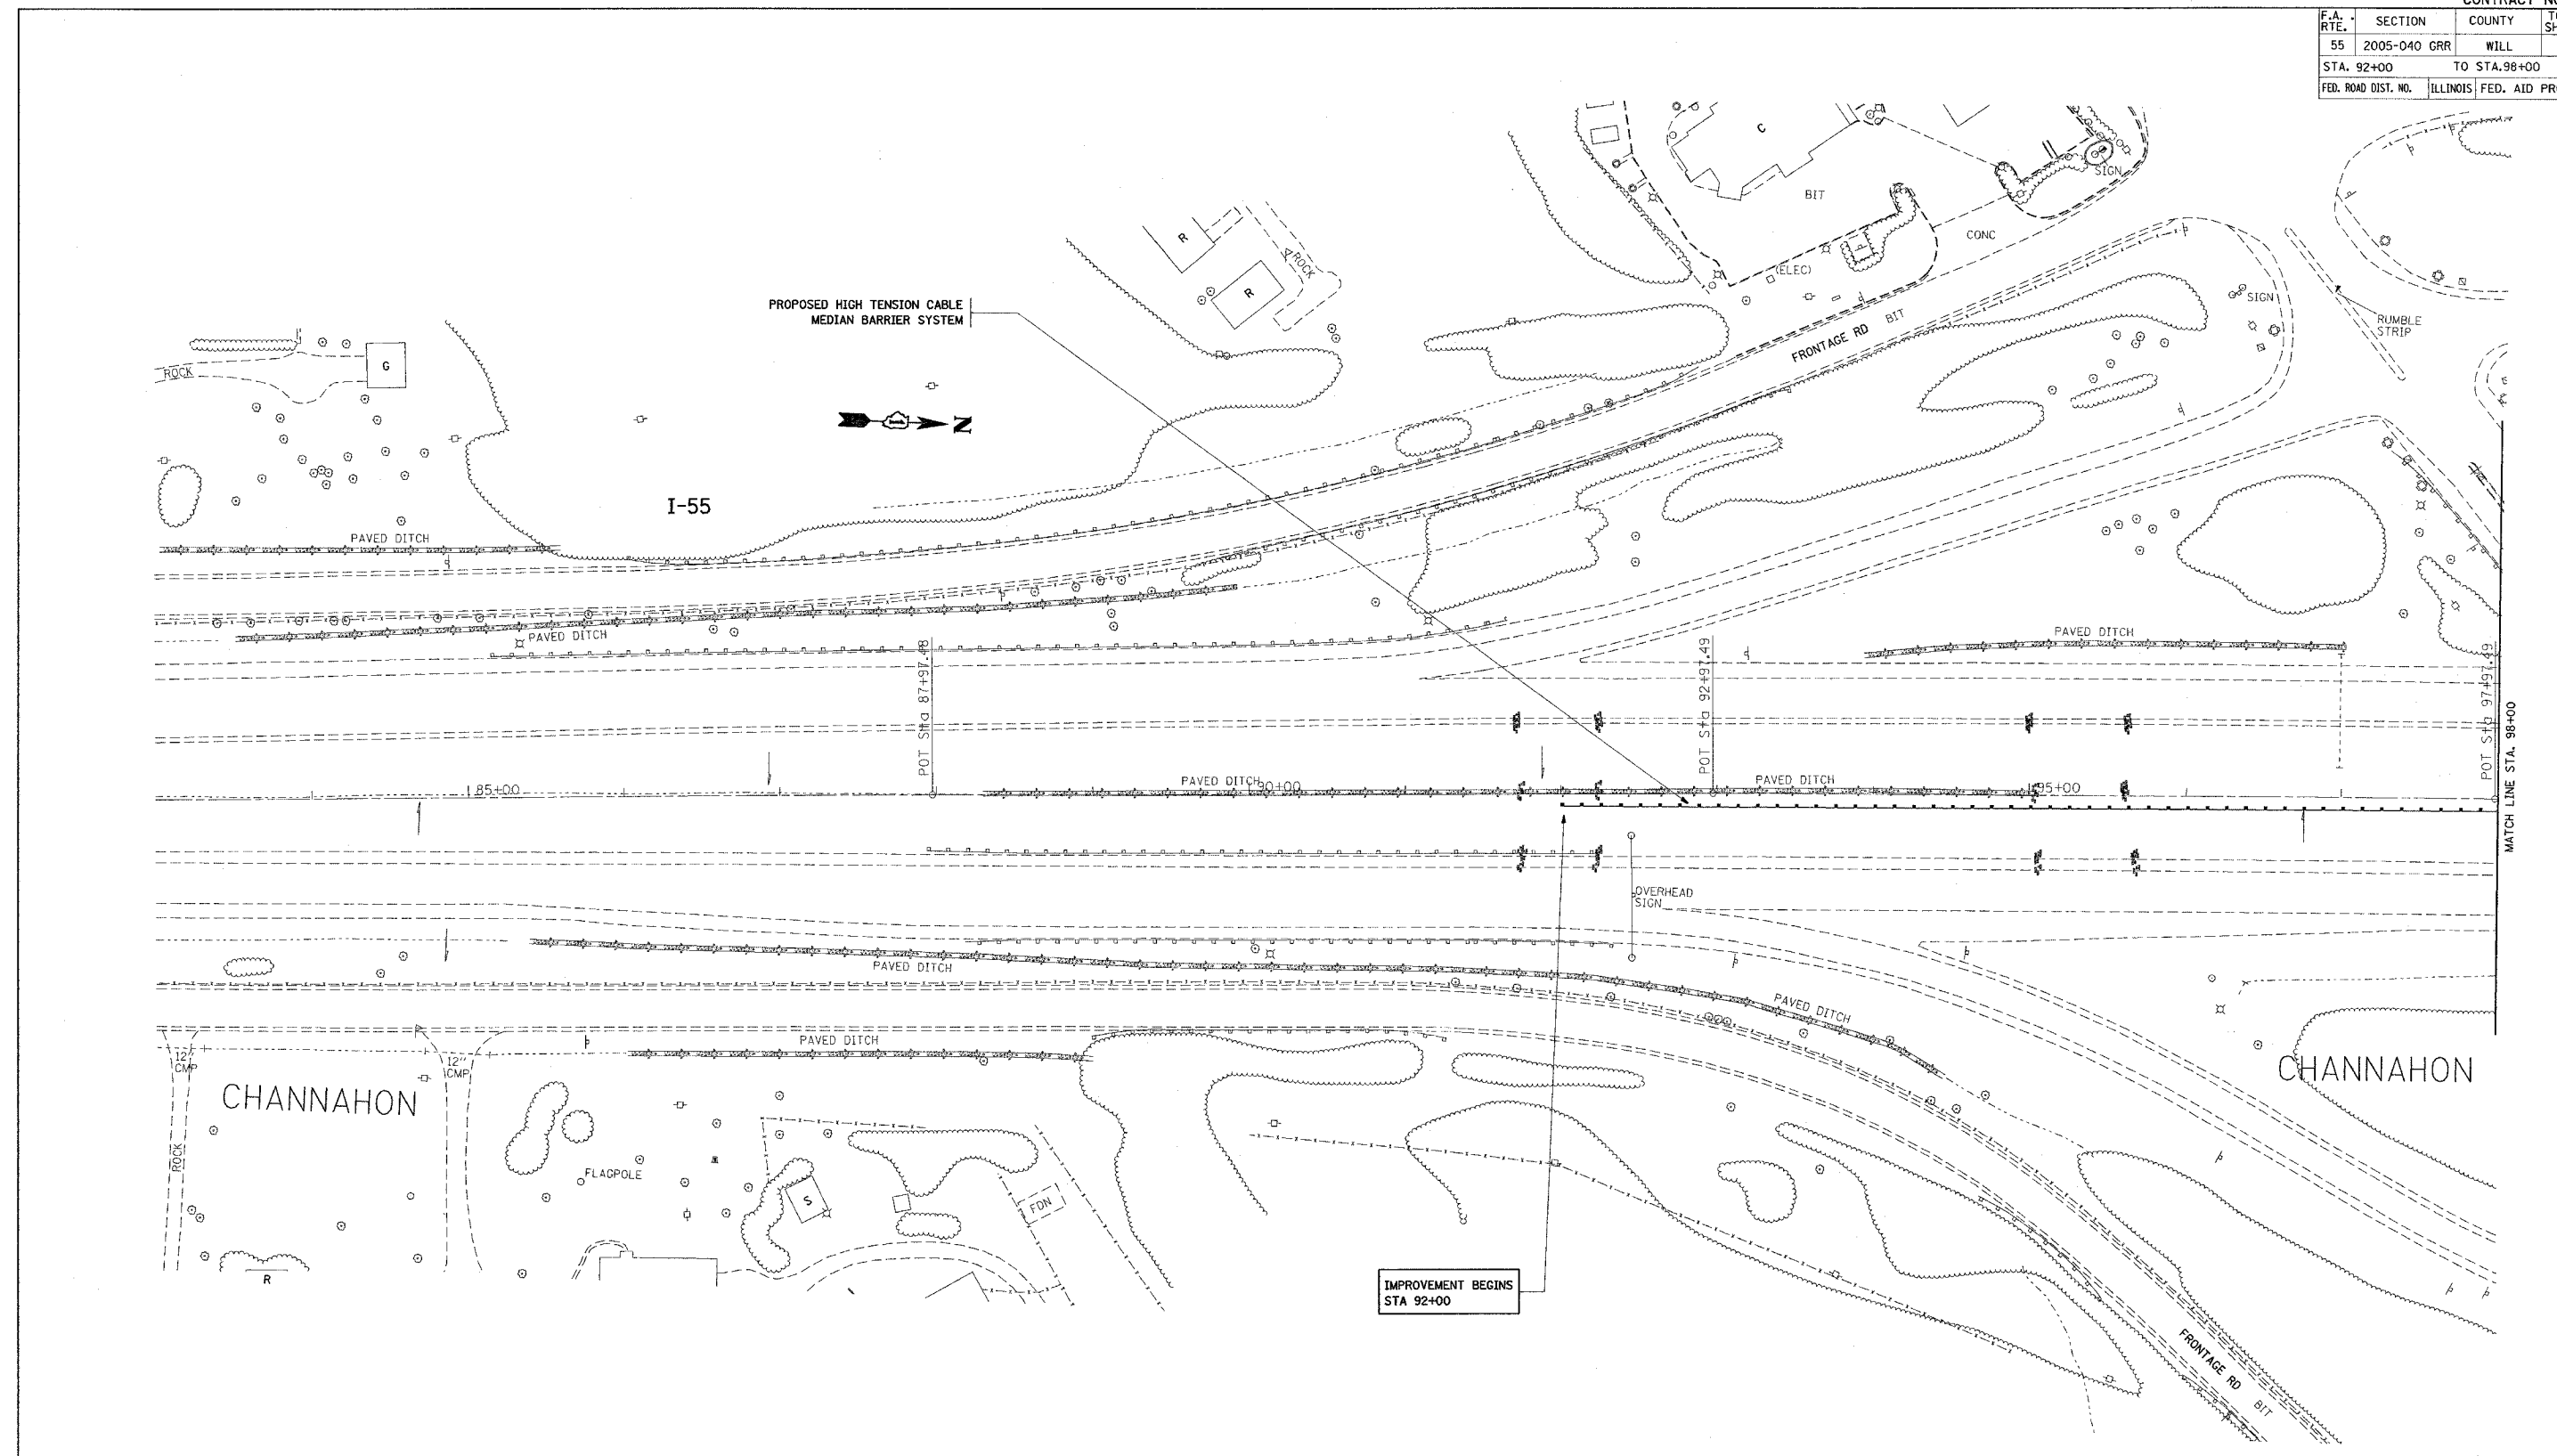 F.A. RTE. SECTION COUNTY
55 2005-040 GRR WILL
STA. 92+00 TO STA.98+00
FED. ROAD DIST. NO. ILLINOIS FED. AID
C
SIGN
BIT
CONC
R
ROCK
R
(ELEC)
SIGN
PROPOSED HIGH TENSION CABLE
MEDIAN BARRIER SYSTEM
FRONTAGE RD BIT
RUMBLE
STRIP
ROCK
G
N
I-55
PAVED DITCH
PAVED DITCH
PAVED DITCH
POT Sta 87+97.48
POT Sta 92+97.49
POT Sta 97+97.49
MATCH LINE STA. 98+00
85+00
PAVED DITCH
90+00
PAVED DITCH
95+00
OVERHEAD
SIGN
PAVED DITCH
PAVED DITCH
PAVED DITCH
12"
CMP
12"
CMP
CHANNAHON
CHANNAHON
ROCK
FLAGPOLE
S
FDN
R
IMPROVEMENT BEGINS
STA 92+00
FRONTAGE RD
BIT